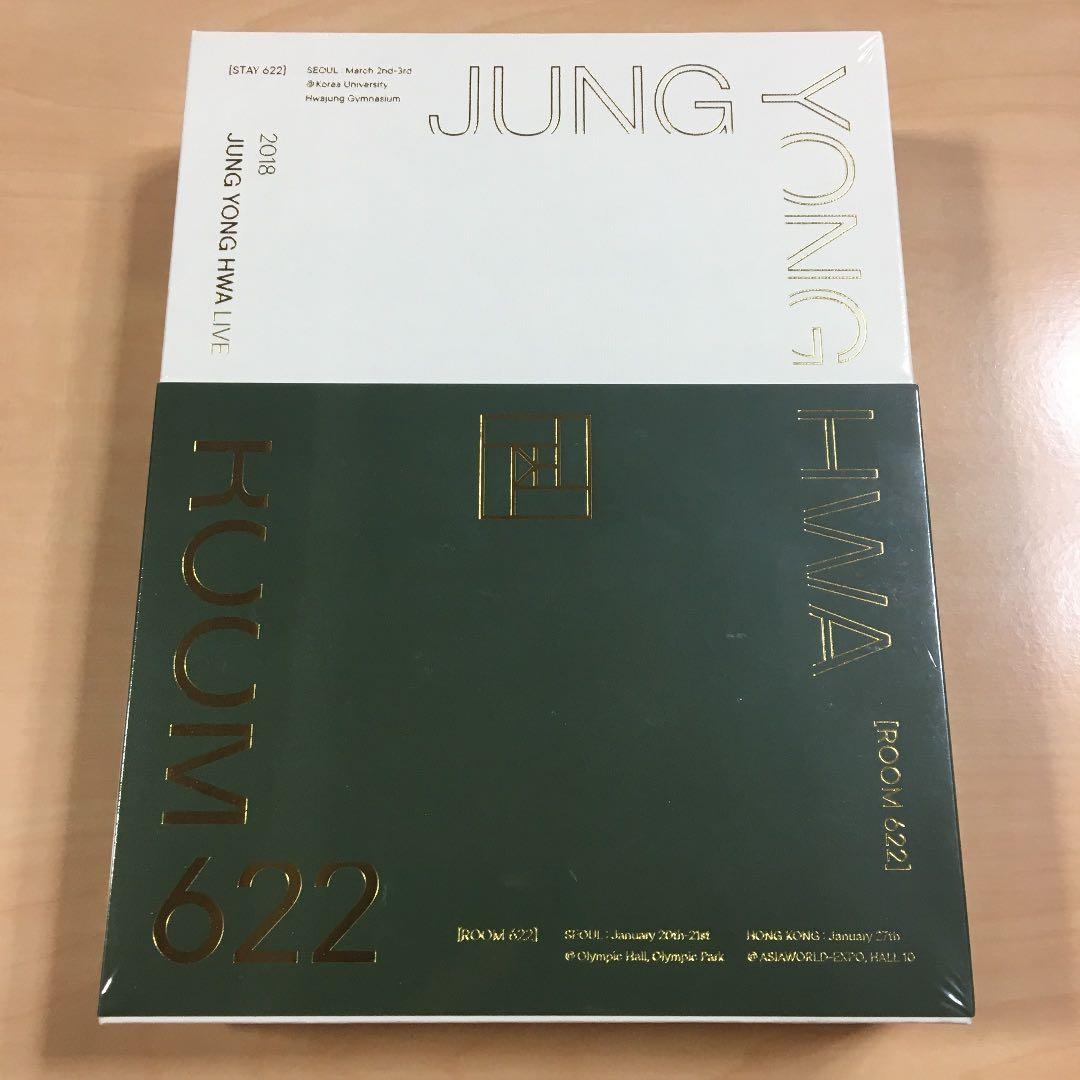 [STAY 622]
SEOUL : March 2nd-3rd
@ Korea University
Hwajung Gymnasium
JUNG
YONG
2018
JUNG YONG HWA LIVE
HWA
ROOM
622
[ROOM 622]
[ROOM 622]
SEOUL : January 20th-21st
@ Olympic Hall, Olympic Park
HONG KONG : January 27th
@ ASIAWORLD-EXPO, HALL 10